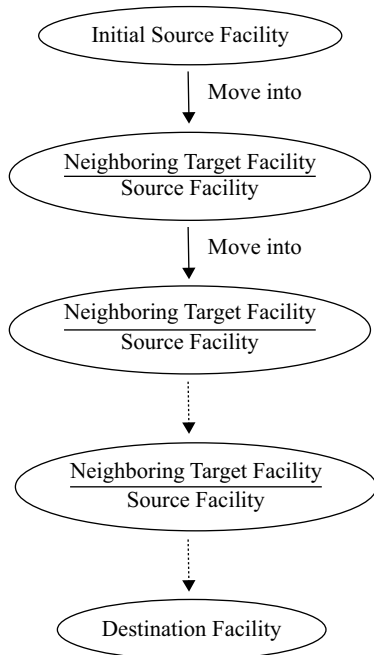 Initial Source Facility
Move into
Neighboring Target Facility
Source Facility
Move into
Neighboring Target Facility
Source Facility
Neighboring Target Facility
Source Facility
Destination Facility